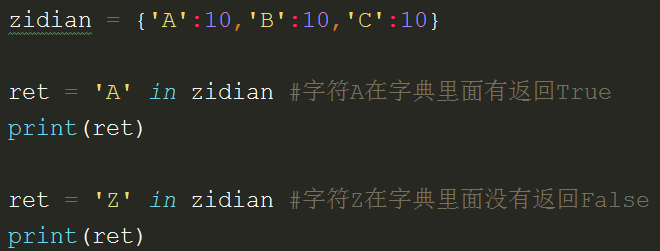 zidian = {'A':10,'B':10,'C':10}
ret = 'A' in zidian #字符A在字典里面有返回True
print(ret)
ret = 'Z' in zidian #字符Z在字典里面没有返回False
print(ret)